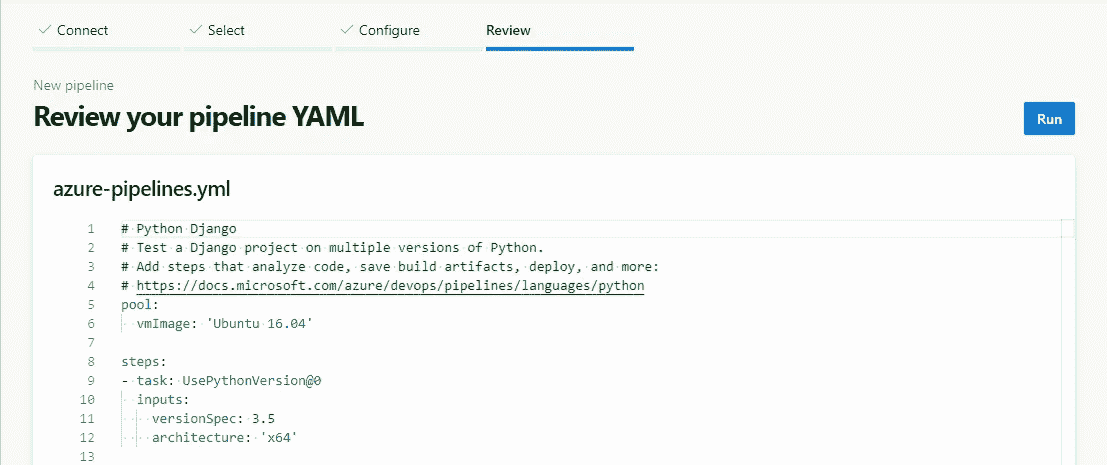 Connect
Select
Configure
Review
New pipeline
Review your pipeline YAML
Run
azure-pipelines.yml
1 # Python Django
2 # Test a Django project on multiple versions of Python.
3 # Add steps that analyze code, save build artifacts, deploy, and more:
4 # https://docs.microsoft.com/azure/devops/pipelines/languages/python
5 pool:
6   vmImage: 'Ubuntu 16.04'
7
8 steps:
9 - task: UsePythonVersion@0
10   inputs:
11     versionSpec: 3.5
12     architecture: 'x64'
13